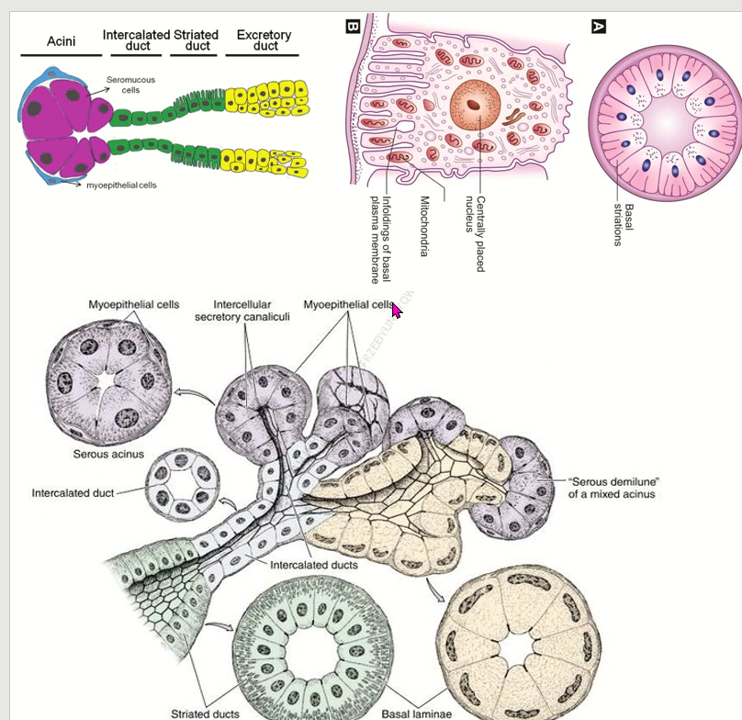 Acini
Intercalated
duct
Striated
duct
Excretory
duct
Seromucous
cells
myoepithelial cells
B
Infoldings of basal
plasma membrane
Mitochondria
Centrally placed
nucleus
A
Basal
striations
Myoepithelial cells
Intercellular
secretory canaliculi
Myoepithelial cells
Serous acinus
Intercalated duct
"Serous demilune"
of a mixed acinus
Intercalated ducts
Striated ducts
Basal laminae